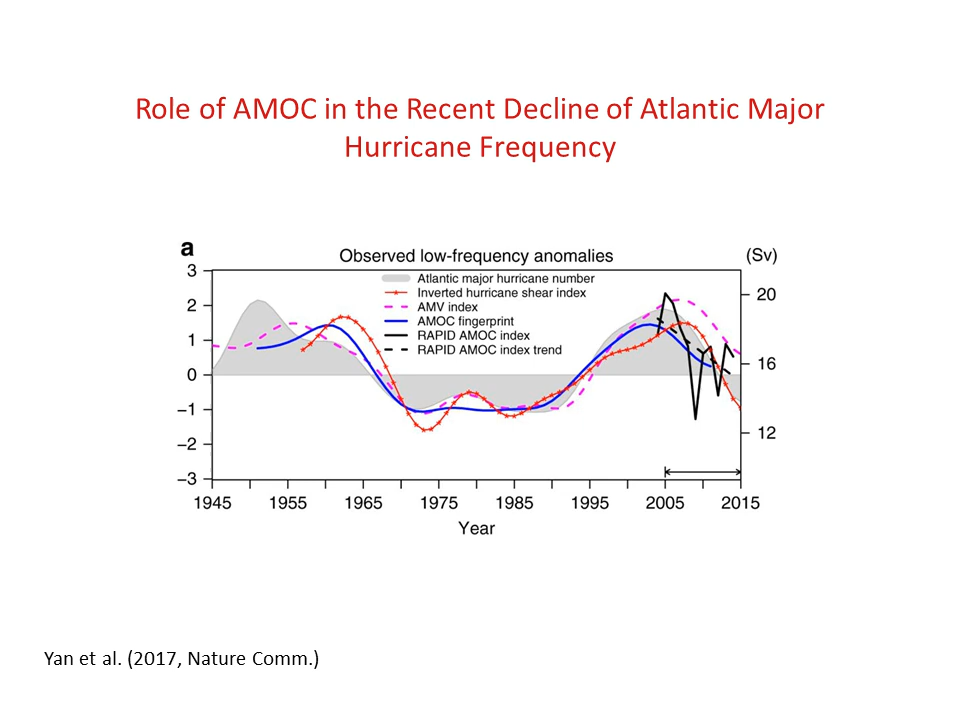 Role of AMOC in the Recent Decline of Atlantic Major
Hurricane Frequency
a
Observed low-frequency anomalies
(Sv)
Atlantic major hurricane number
Inverted hurricane shear index
AMV index
AMOC fingerprint
RAPID AMOC index
RAPID AMOC index trend
3
2
1
0
−1
−2
−3
20
16
12
1945 1955 1965 1975 1985 1995 2005 2015
Year
Yan et al. (2017, Nature Comm.)